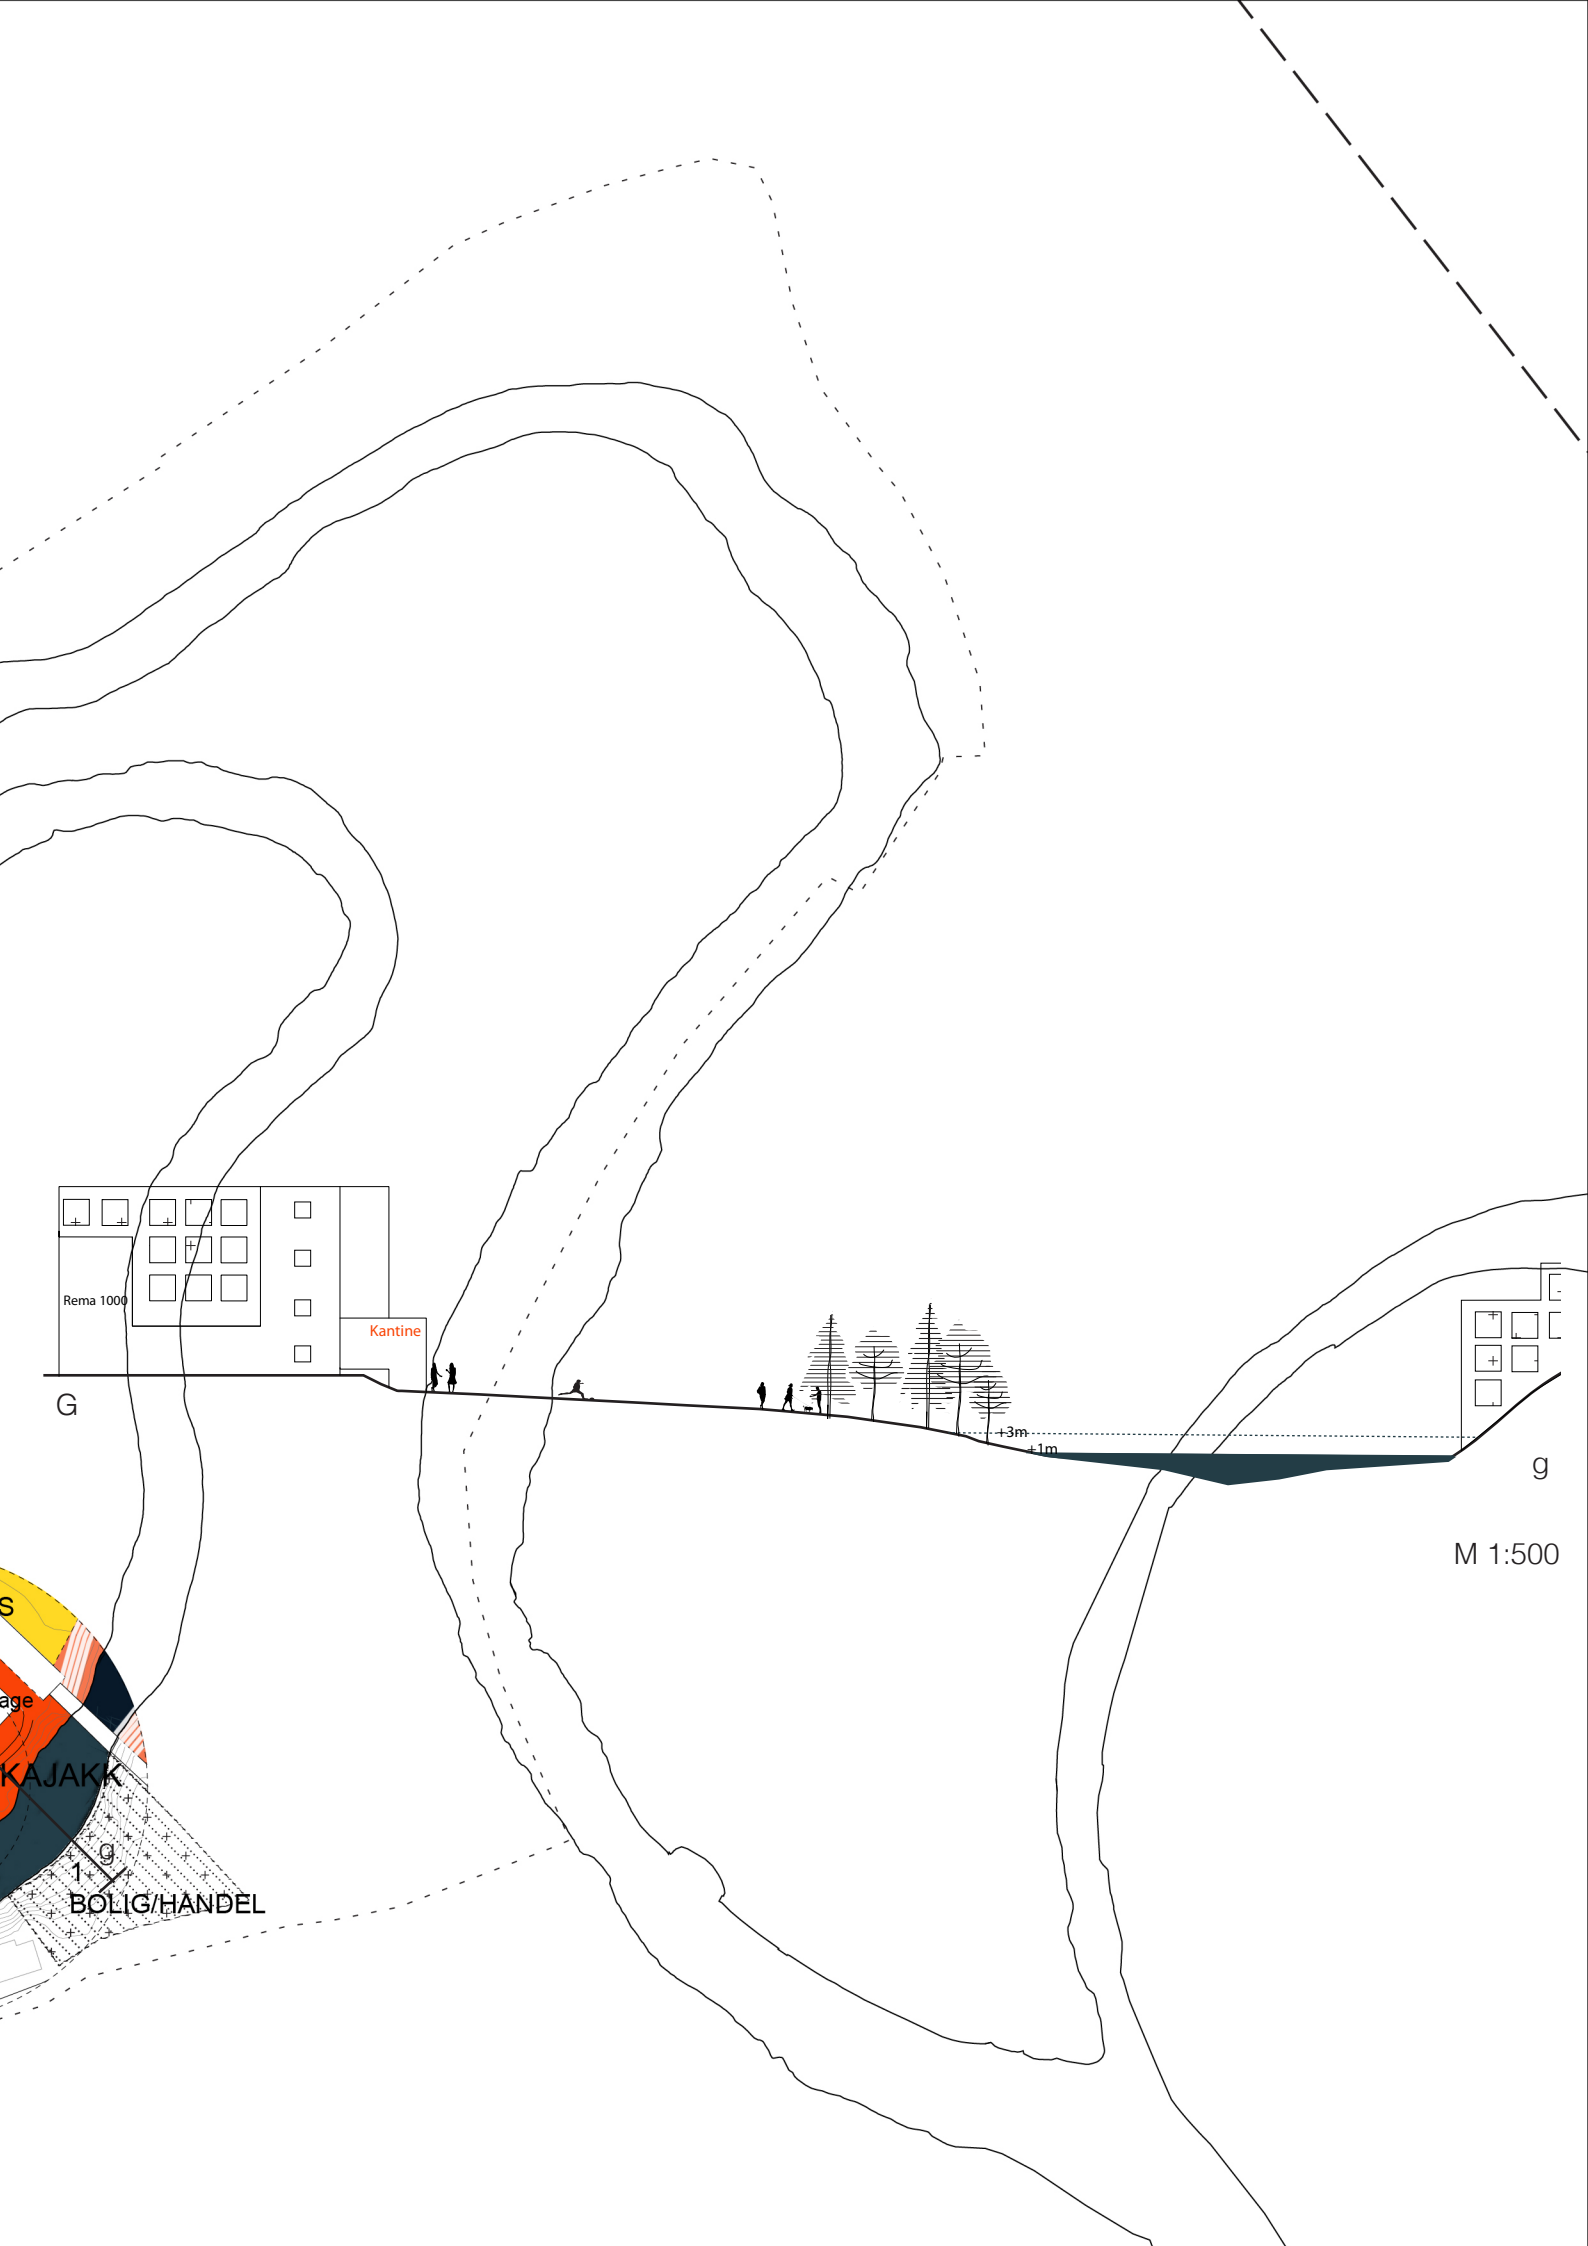 Rema 1000
Kantine
G
+3m
+1m
g
M 1:500
S
age
KAJAKK
g
1
BOLIG/HANDEL